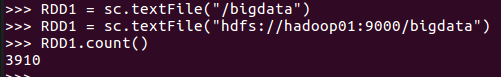 >>> RDD1 = sc.textFile("/bigdata")
>>> RDD1 = sc.textFile("hdfs://hadoop01:9000/bigdata")
>>> RDD1.count()
3910
>>>